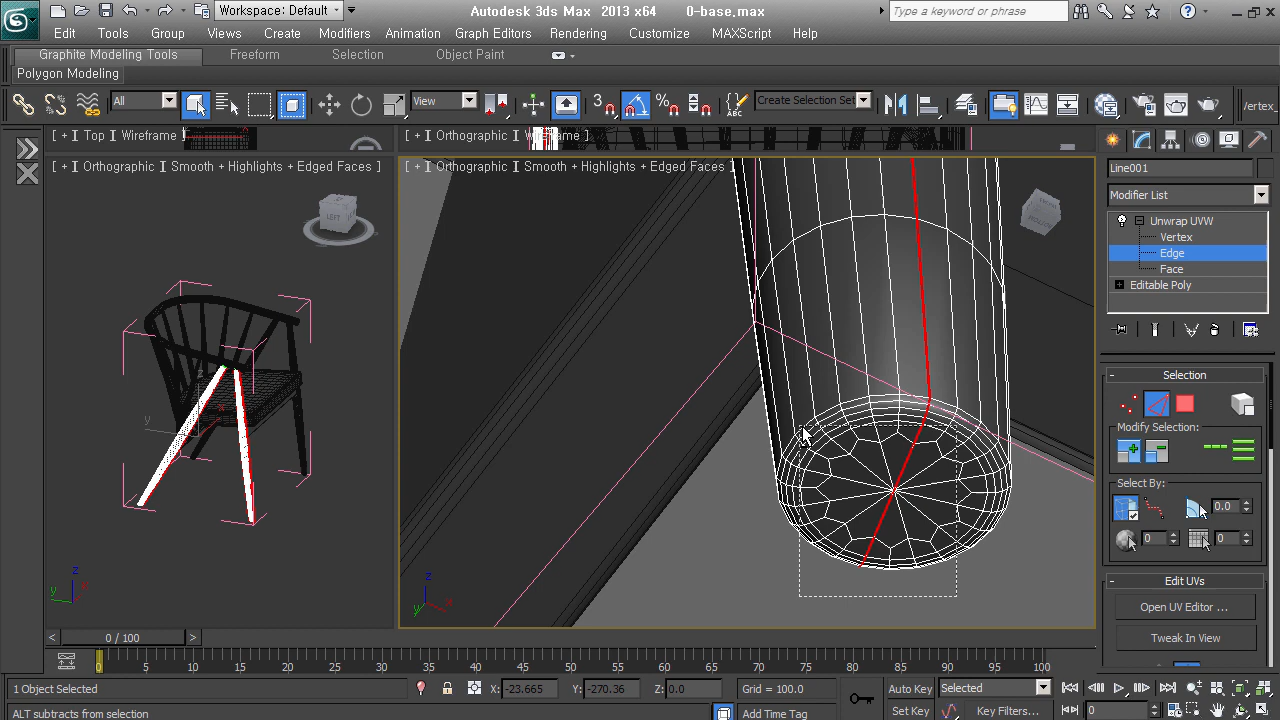 Workspace: Default
Autodesk 3ds Max 2013 x64 0-base.max
Type a keyword or phrase
Edit Tools Group Views Create Modifiers Animation Graph Editors Rendering Customize MAXScript Help
Graphite Modeling Tools Freeform Selection Object Paint
Polygon Modeling
All View 3 % Create Selection Set /ertex
[ + ] Top ] Wireframe ] [ + ] Orthographic ] Wireframe ]
[ + ] Orthographic ] Smooth + Highlights + Edged Faces ] [ + ] Orthographic ] Smooth + Highlights + Edged Faces ]
Line001
Modifier List
Unwrap UVW
Vertex
Edge
Face
Editable Poly
LEFT
z
y
x
- Selection
Modify Selection:
Select By:
0.0
0 0
- Edit UVs
Open UV Editor ...
Tweak In View
z
y x
z
y x
< 0 / 100 >
0 5 10 15 20 25 30 35 40 45 50 55 60 65 70 75 80 85 90 95 100
1 Object Selected X: -23.665 Y: -270.36 Z: 0.0 Grid = 100.0 Auto Key Selected
ALT subtracts from selection Add Time Tag Set Key Key Filters... 0